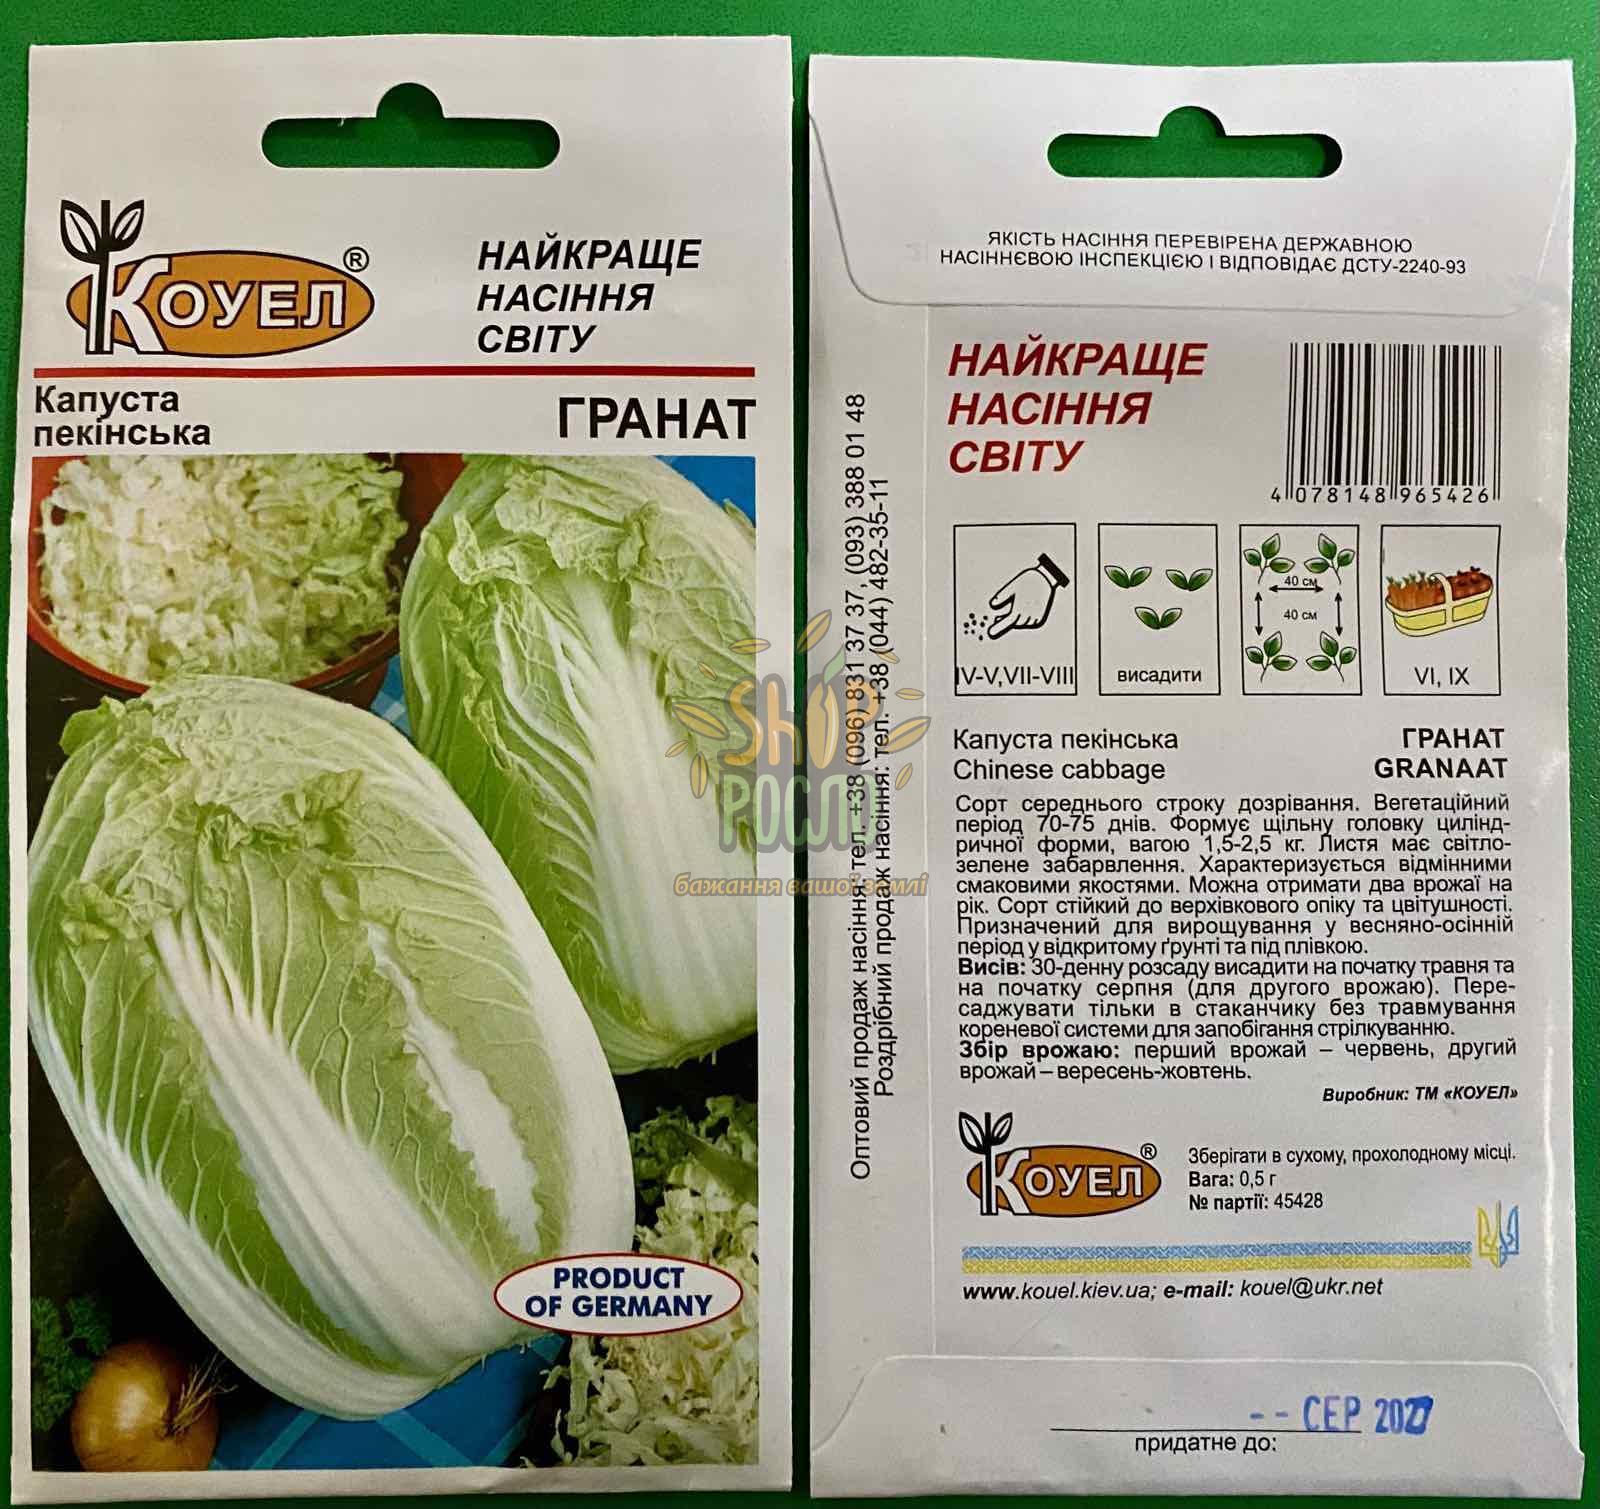 КОУЕЛ®
НАЙКРАЩЕ
НАСІННЯ
СВІТУ
Капуста
пекінська
ГРАНАТ
PRODUCT
OF GERMANY
ЯКІСТЬ НАСІННЯ ПЕРЕВІРЕНА ДЕРЖАВНОЮ
НАСІННЄВОЮ ІНСПЕКЦІЄЮ І ВІДПОВІДАЄ ДСТУ-2240-93
НАЙКРАЩЕ
НАСІННЯ
СВІТУ
4 078148 965426
40 см
40 см
IV-V,VII-VIII
висадити
VI, IX
Капуста пекінська
ГРАНАТ
Chinese cabbage
GRANAAT
Сорт середнього строку дозрівання. Вегетаційний
період 70-75 днів. Формує щільну головку цилінд-
ричної форми, вагою 1,5-2,5 кг. Листя має світло-
зелене забарвлення. Характеризується відмінними
смаковими якостями. Можна отримати два врожаї на
рік. Сорт стійкий до верхівкового опіку та цвітушності.
Призначений для вирощування у весняно-осінній
період у відкритому ґрунті та під плівкою.
Висів: 30-денну розсаду висадити на початку травня та
на початку серпня (для другого врожаю). Пере-
саджувати тільки в стаканчику без травмування
кореневої системи для запобігання стрілкуванню.
Збір врожаю: перший врожай – червень, другий
врожай – вересень-жовтень.
Виробник: ТМ «КОУЕЛ»
КОУЕЛ®
Зберігати в сухому, прохолодному місці.
Вага: 0,5 г
№ партії: 45428
www.kouel.kiev.ua; e-mail: kouel@ukr.net
-- СЕР 2027
придатне до:
Оптовий продаж насіння: тел. +38 (096) 831 37 37, (093) 388 01 48
Роздрібний продаж насіння: тел. +38 (044) 482-35-11
SHOP
РОСЛО
бажання вашої землі